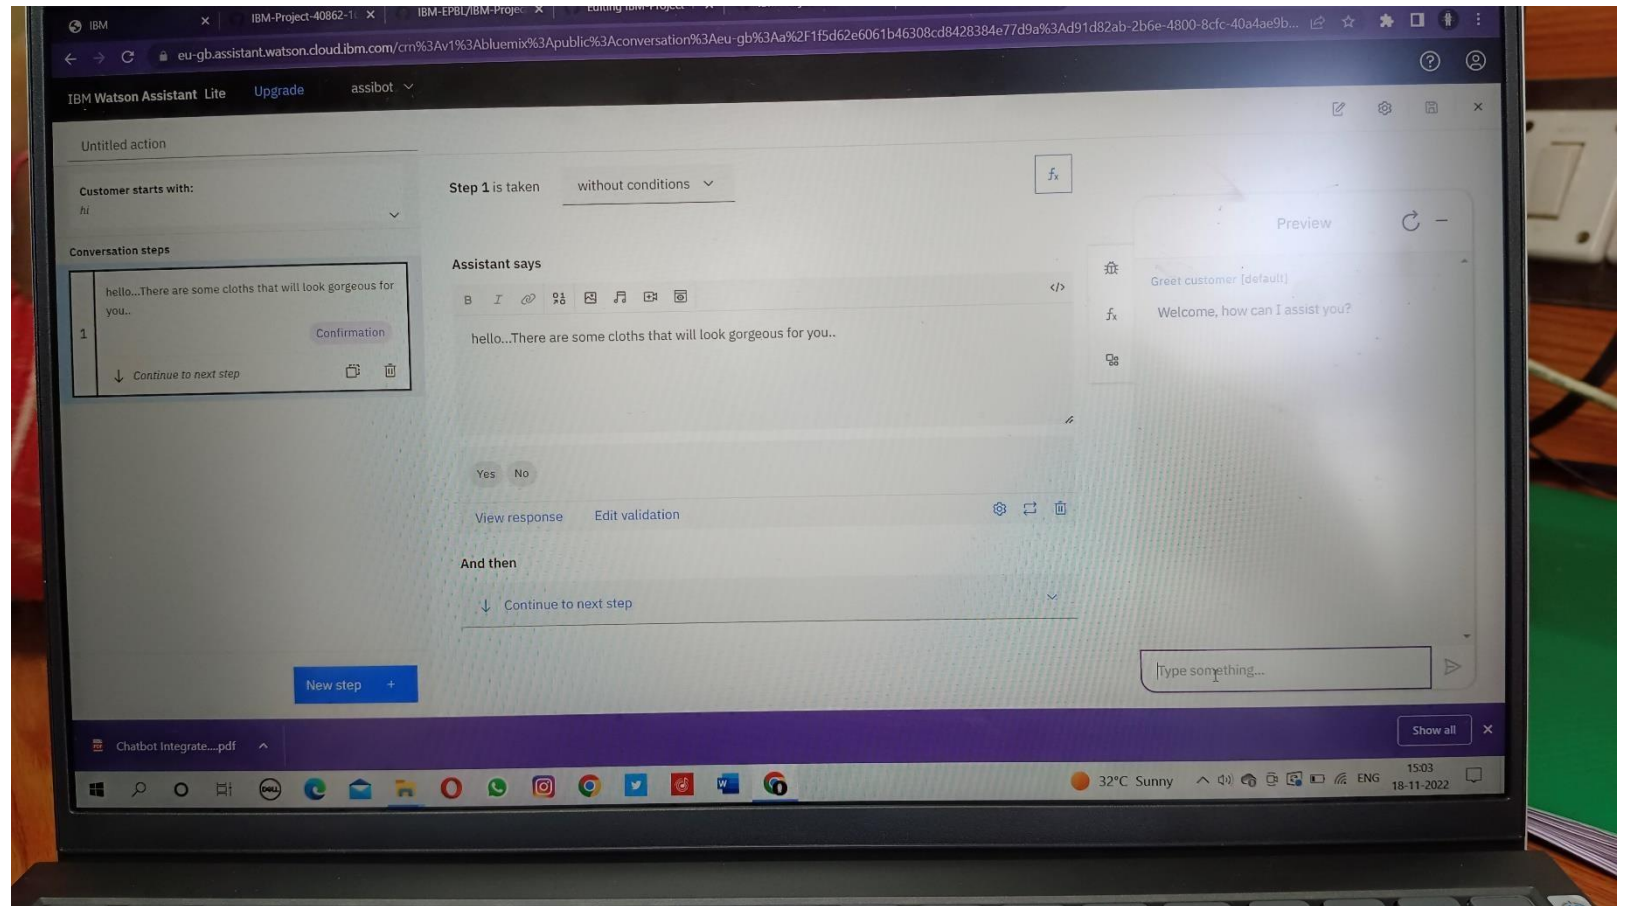 IBM
IBM-Project-40862-1
IBM-EPBL/IBM-Projec
Editing IBM-Project
eu-gb.assistant.watson.cloud.ibm.com/crn%3Av1%3Abluemix%3Apublic%3Aconversation%3Aeu-gb%3Aa%2F1f5d62e6061b46308cd8428384e77d9a%3Ad91d82ab-2b6e-4800-8cfc-40a4ae9b...
IBM Watson Assistant Lite
Upgrade
assibot
Untitled action
Customer starts with:
hi
Conversation steps
1
hello...There are some cloths that will look gorgeous for
you..
Confirmation
Continue to next step
New step +
Step 1 is taken
without conditions
fx
Assistant says
B I
</>
hello...There are some cloths that will look gorgeous for you..
Yes No
View response
Edit validation
And then
Continue to next step
fx
Preview
Greet customer [default]
Welcome, how can I assist you?
Type something...
Chatbot Integrate....pdf
Show all
DELL
32°C Sunny
ENG
15:03
18-11-2022